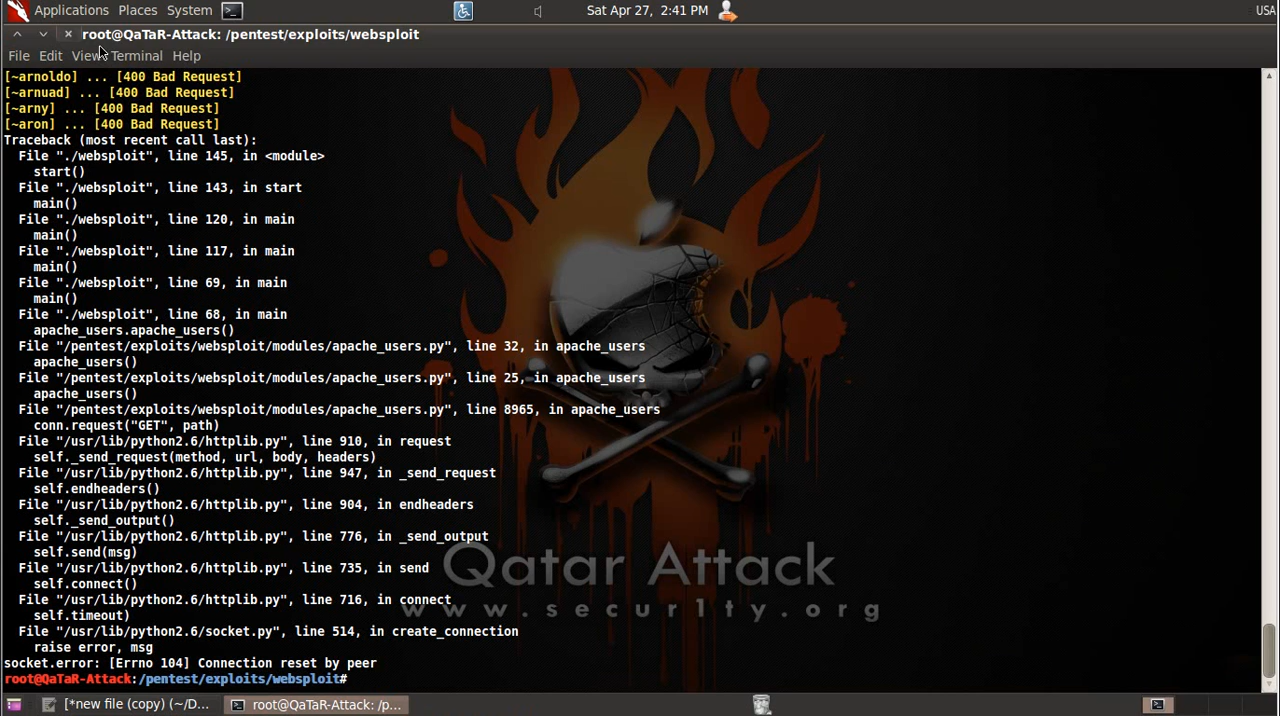 Applications Places System Sat Apr 27, 2:41 PM USA
root@QaTaR-Attack: /pentest/exploits/websploit
File Edit View Terminal Help
[~arnoldo] ... [400 Bad Request]
[~arnuad] ... [400 Bad Request]
[~arny] ... [400 Bad Request]
[~aron] ... [400 Bad Request]
Traceback (most recent call last):
File "./websploit", line 145, in <module>
start()
File "./websploit", line 143, in start
main()
File "./websploit", line 120, in main
main()
File "./websploit", line 117, in main
main()
File "./websploit", line 69, in main
main()
File "./websploit", line 68, in main
apache_users.apache_users()
File "/pentest/exploits/websploit/modules/apache_users.py", line 32, in apache_users
apache_users()
File "/pentest/exploits/websploit/modules/apache_users.py", line 25, in apache_users
apache_users()
File "/pentest/exploits/websploit/modules/apache_users.py", line 8965, in apache_users
conn.request("GET", path)
File "/usr/lib/python2.6/httplib.py", line 910, in request
self._send_request(method, url, body, headers)
File "/usr/lib/python2.6/httplib.py", line 947, in _send_request
self.endheaders()
File "/usr/lib/python2.6/httplib.py", line 904, in endheaders
self._send_output()
File "/usr/lib/python2.6/httplib.py", line 776, in _send_output
self.send(msg)
File "/usr/lib/python2.6/httplib.py", line 735, in send
self.connect()
File "/usr/lib/python2.6/httplib.py", line 716, in connect
self.timeout)
File "/usr/lib/python2.6/socket.py", line 514, in create_connection
raise error, msg
socket.error: [Errno 104] Connection reset by peer
root@QaTaR-Attack:/pentest/exploits/websploit#
Qatar Attack
www.secur1ty.org
[*new file (copy) (~/D... root@QaTaR-Attack: /p...